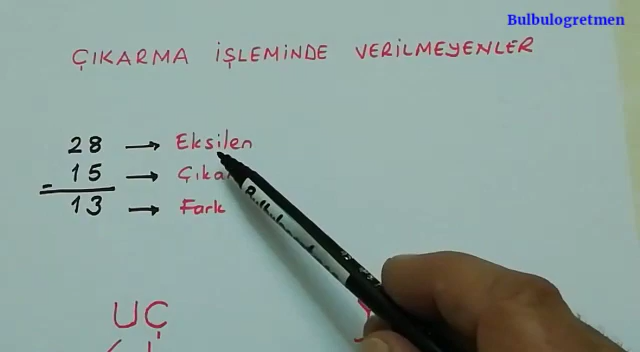 Bulbulogretmen
ÇIKARMA İŞLEMİNDE VERİLMEYENLER
28 → Eksilen
- 15 →
13 → Fark
UÇ